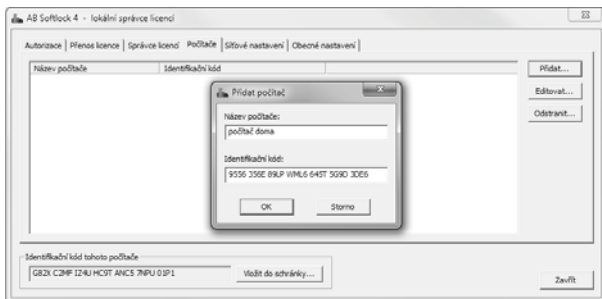 AB Softlock 4 - lokální správce licencí
Autorizace Přenos licence Správce licencí Počítače Síťové nastavení Obecné nastavení
Název počítače Identifikační kód
Přidat...
Editovat...
Odstranit...
Přidat počítač
Název počítače:
počítač doma
Identifikační kód:
9556 356E 89LP WML6 645T 5G9D 3DE6
OK Storno
Identifikační kód tohoto počítače
G82X C2MF IZ4U HC9T ANC5 7NPU 01P1
Vložit do schránky...
Zavřít